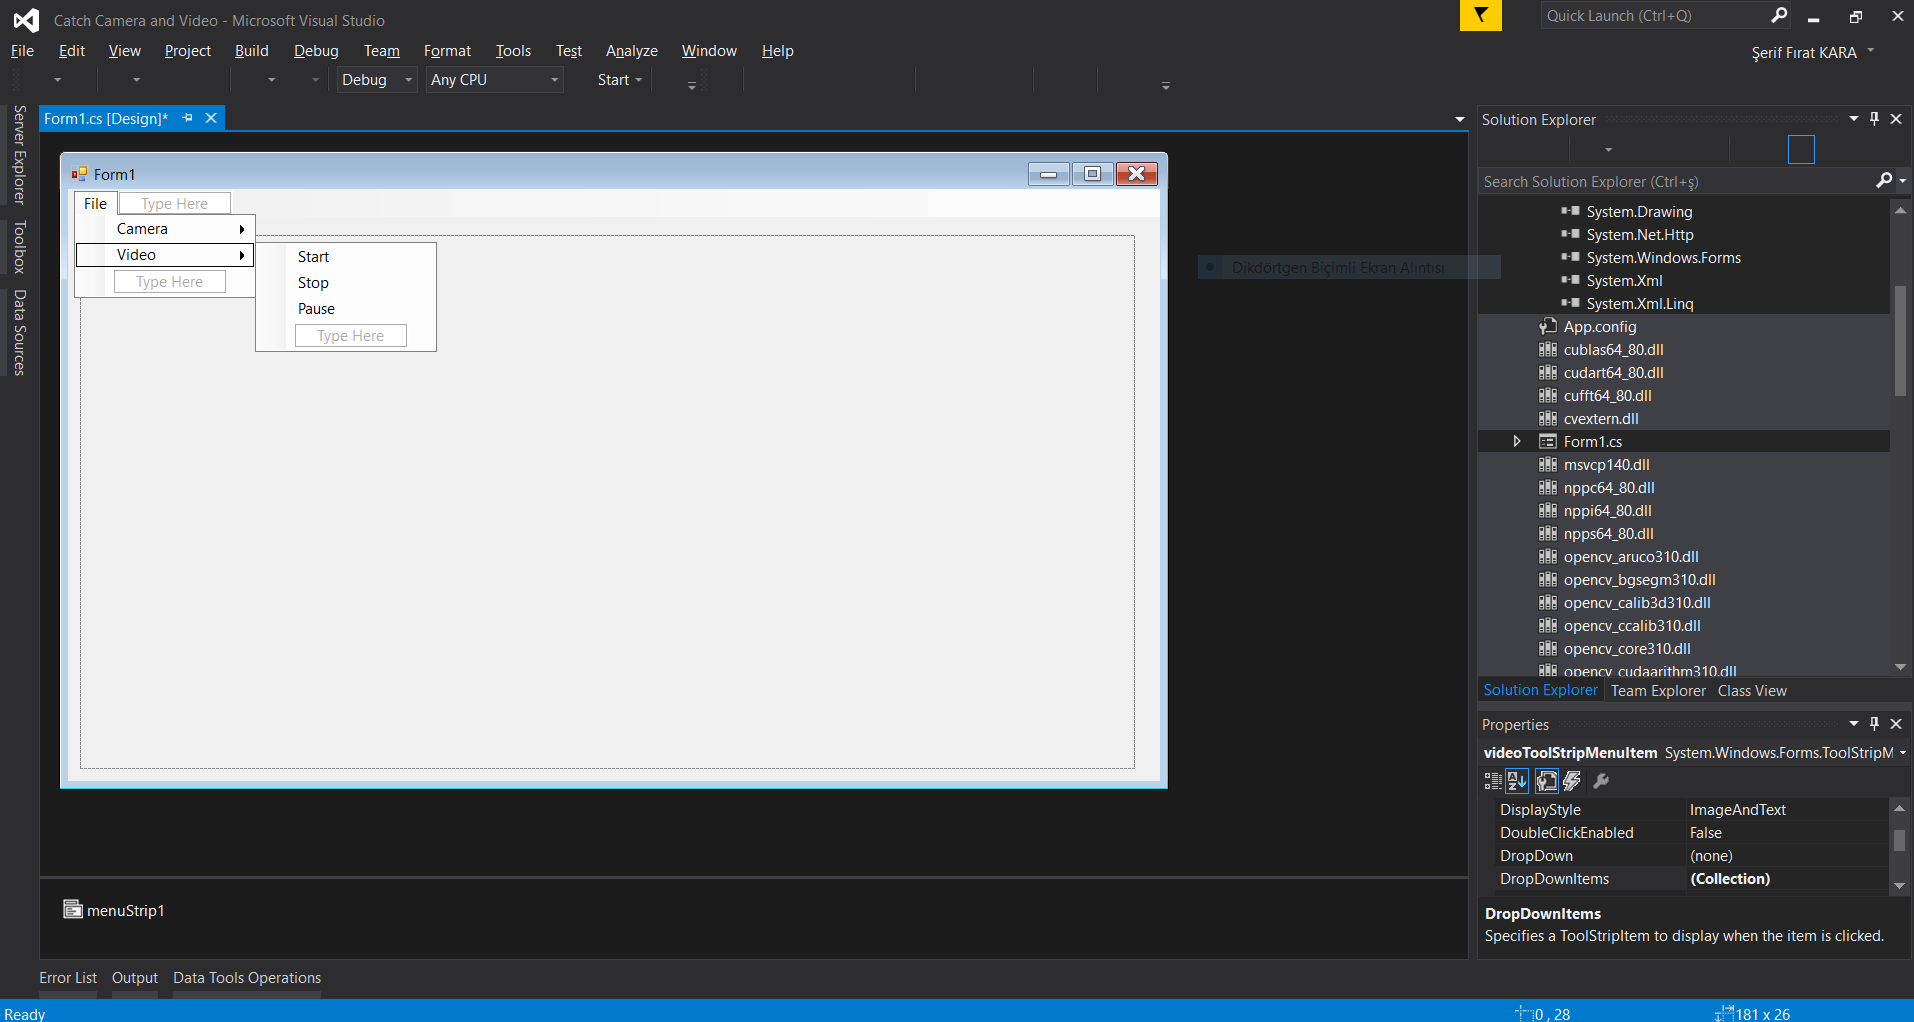 Catch Camera and Video - Microsoft Visual Studio
Quick Launch (Ctrl+Q)
File Edit View Project Build Debug Team Format Tools Test Analyze Window Help
Şerif Fırat KARA
Debug Any CPU Start
Server Explorer
Toolbox
Data Sources
Form1.cs [Design]*
Form1
File Type Here
Camera
Video
Type Here
Start
Stop
Pause
Type Here
Dikdörtgen Biçimli Ekran Alıntısı
menuStrip1
Solution Explorer
Search Solution Explorer (Ctrl+ş)
System.Drawing
System.Net.Http
System.Windows.Forms
System.Xml
System.Xml.Linq
App.config
cublas64_80.dll
cudart64_80.dll
cufft64_80.dll
cvextern.dll
Form1.cs
msvcp140.dll
nppc64_80.dll
nppi64_80.dll
npps64_80.dll
opencv_aruco310.dll
opencv_bgsegm310.dll
opencv_calib3d310.dll
opencv_ccalib310.dll
opencv_core310.dll
opencv_cudaarithm310.dll
Solution Explorer Team Explorer Class View
Properties
videoToolStripMenuItem System.Windows.Forms.ToolStripM
DisplayStyle ImageAndText
DoubleClickEnabled False
DropDown (none)
DropDownItems (Collection)
DropDownItems
Specifies a ToolStripItem to display when the item is clicked.
Error List Output Data Tools Operations
Ready
0 , 28
181 x 26